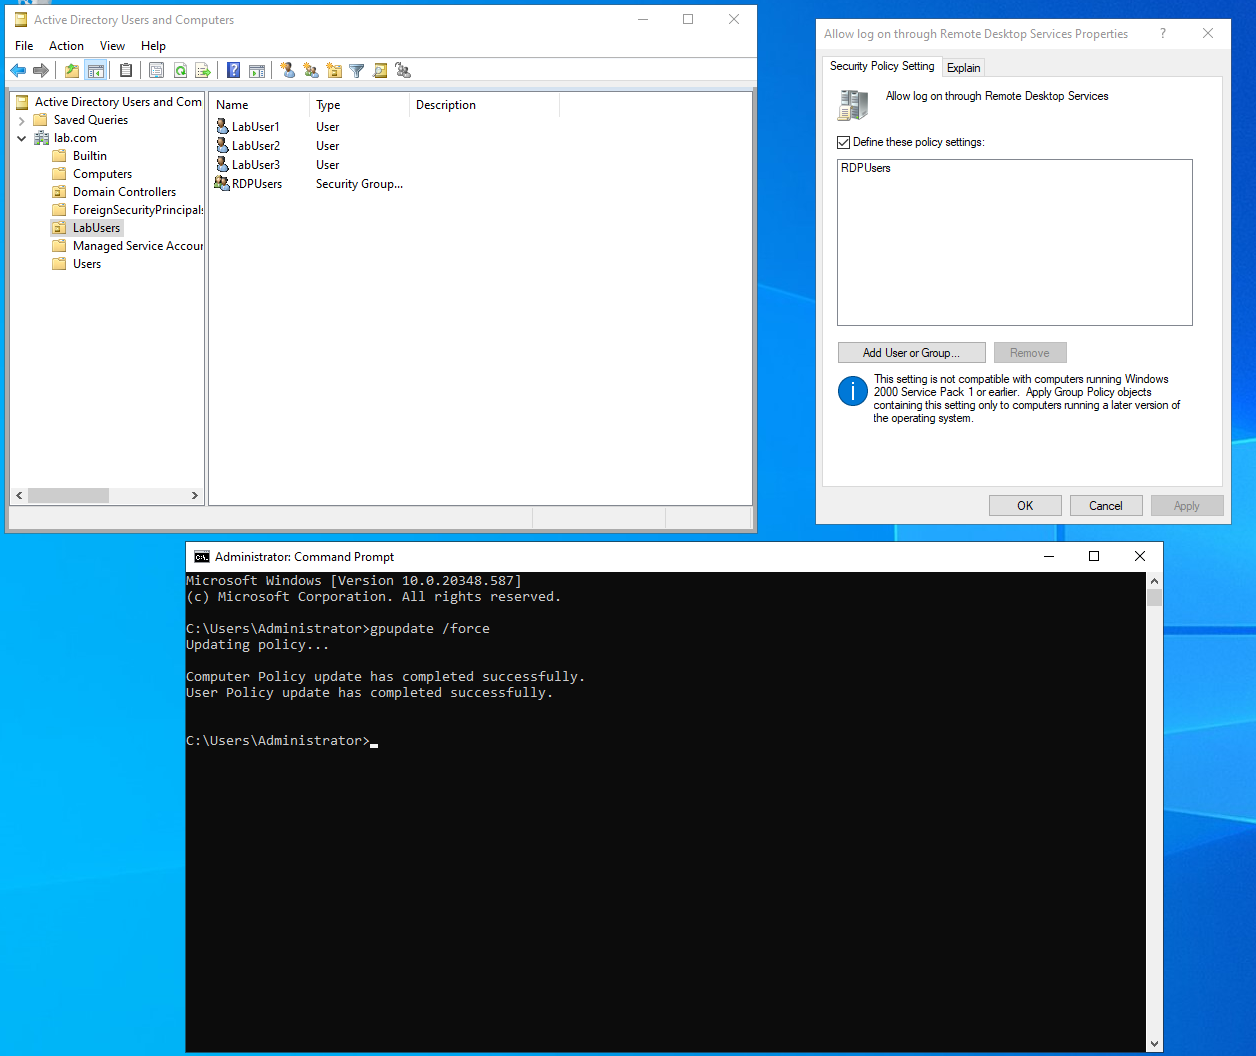 Active Directory Users and Computers
File Action View Help
Active Directory Users and Com
Saved Queries
lab.com
Builtin
Computers
Domain Controllers
ForeignSecurityPrincipals
LabUsers
Managed Service Accour
Users
Name Type Description
LabUser1 User
LabUser2 User
LabUser3 User
RDPUsers Security Group...
Allow log on through Remote Desktop Services Properties ?
Security Policy Setting Explain
Allow log on through Remote Desktop Services
Define these policy settings:
RDPUsers
Add User or Group... Remove
This setting is not compatible with computers running Windows
2000 Service Pack 1 or earlier. Apply Group Policy objects
containing this setting only to computers running a later version of
the operating system.
OK Cancel Apply
Administrator: Command Prompt
Microsoft Windows [Version 10.0.20348.587]
(c) Microsoft Corporation. All rights reserved.
C:\Users\Administrator>gpupdate /force
Updating policy...
Computer Policy update has completed successfully.
User Policy update has completed successfully.
C:\Users\Administrator>